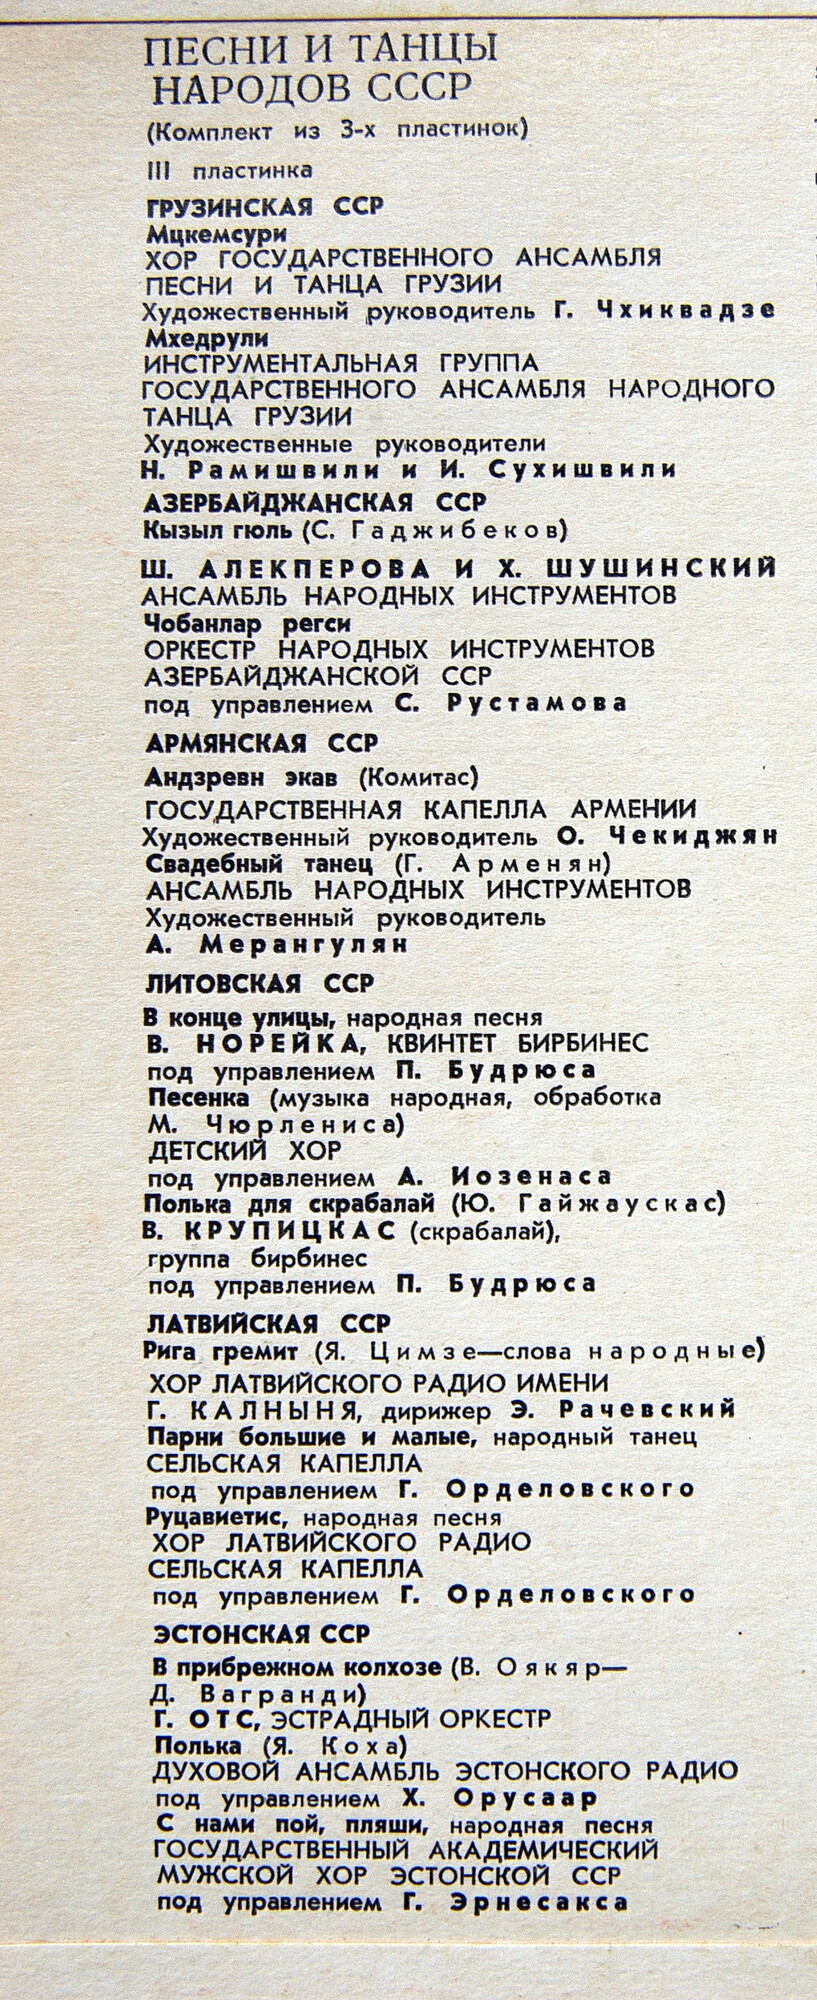 ПЕСНИ И ТАНЦЫ
НАРОДОВ СССР
(Комплект из 3-х пластинок)
III пластинка
ГРУЗИНСКАЯ ССР
Мцкемсури
ХОР ГОСУДАРСТВЕННОГО АНСАМБЛЯ
ПЕСНИ И ТАНЦА ГРУЗИИ
Художественный руководитель Г. Чхиквадзе
Мхедрули
ИНСТРУМЕНТАЛЬНАЯ ГРУППА
ГОСУДАРСТВЕННОГО АНСАМБЛЯ НАРОДНОГО
ТАНЦА ГРУЗИИ
Художественные руководители
Н. Рамишвили и И. Сухишвили
АЗЕРБАЙДЖАНСКАЯ ССР
Кызыл гюль (С. Гаджибеков)
Ш. АЛЕКПЕРОВА И Х. ШУШИНСКИЙ
АНСАМБЛЬ НАРОДНЫХ ИНСТРУМЕНТОВ
Чобанлар регси
ОРКЕСТР НАРОДНЫХ ИНСТРУМЕНТОВ
АЗЕРБАЙДЖАНСКОЙ ССР
под управлением С. Рустамова
АРМЯНСКАЯ ССР
Андзревн экав (Комитас)
ГОСУДАРСТВЕННАЯ КАПЕЛЛА АРМЕНИИ
Художественный руководитель О. Чекиджян
Свадебный танец (Г. Арменян)
АНСАМБЛЬ НАРОДНЫХ ИНСТРУМЕНТОВ
Художественный руководитель
А. Мерангулян
ЛИТОВСКАЯ ССР
В конце улицы, народная песня
В. НОРЕЙКА, КВИНТЕТ БИРБИНЕС
под управлением П. Будрюса
Песенка (музыка народная, обработка
М. Чюрлениса)
ДЕТСКИЙ ХОР
под управлением А. Иозенаса
Полька для скрабалай (Ю. Гайжаускас)
В. КРУПИЦКАС (скрабалай),
группа бирбинес
под управлением П. Будрюса
ЛАТВИЙСКАЯ ССР
Рига гремит (Я. Цимзе—слова народные)
ХОР ЛАТВИЙСКОГО РАДИО ИМЕНИ
Г. КАЛНЫНЯ, дирижер Э. Рачевский
Парни большие и малые, народный танец
СЕЛЬСКАЯ КАПЕЛЛА
под управлением Г. Орделовского
Руцавиетис, народная песня
ХОР ЛАТВИЙСКОГО РАДИО
СЕЛЬСКАЯ КАПЕЛЛА
под управлением Г. Орделовского
ЭСТОНСКАЯ ССР
В прибрежном колхозе (В. Оякяр—
Д. Вагранди)
Г. ОТС, ЭСТРАДНЫЙ ОРКЕСТР
Полька (Я. Коха)
ДУХОВОЙ АНСАМБЛЬ ЭСТОНСКОГО РАДИО
под управлением Х. Орусаар
С нами пой, пляши, народная песня
ГОСУДАРСТВЕННЫЙ АКАДЕМИЧЕСКИЙ
МУЖСКОЙ ХОР ЭСТОНСКОЙ ССР
под управлением Г. Эрнесакса